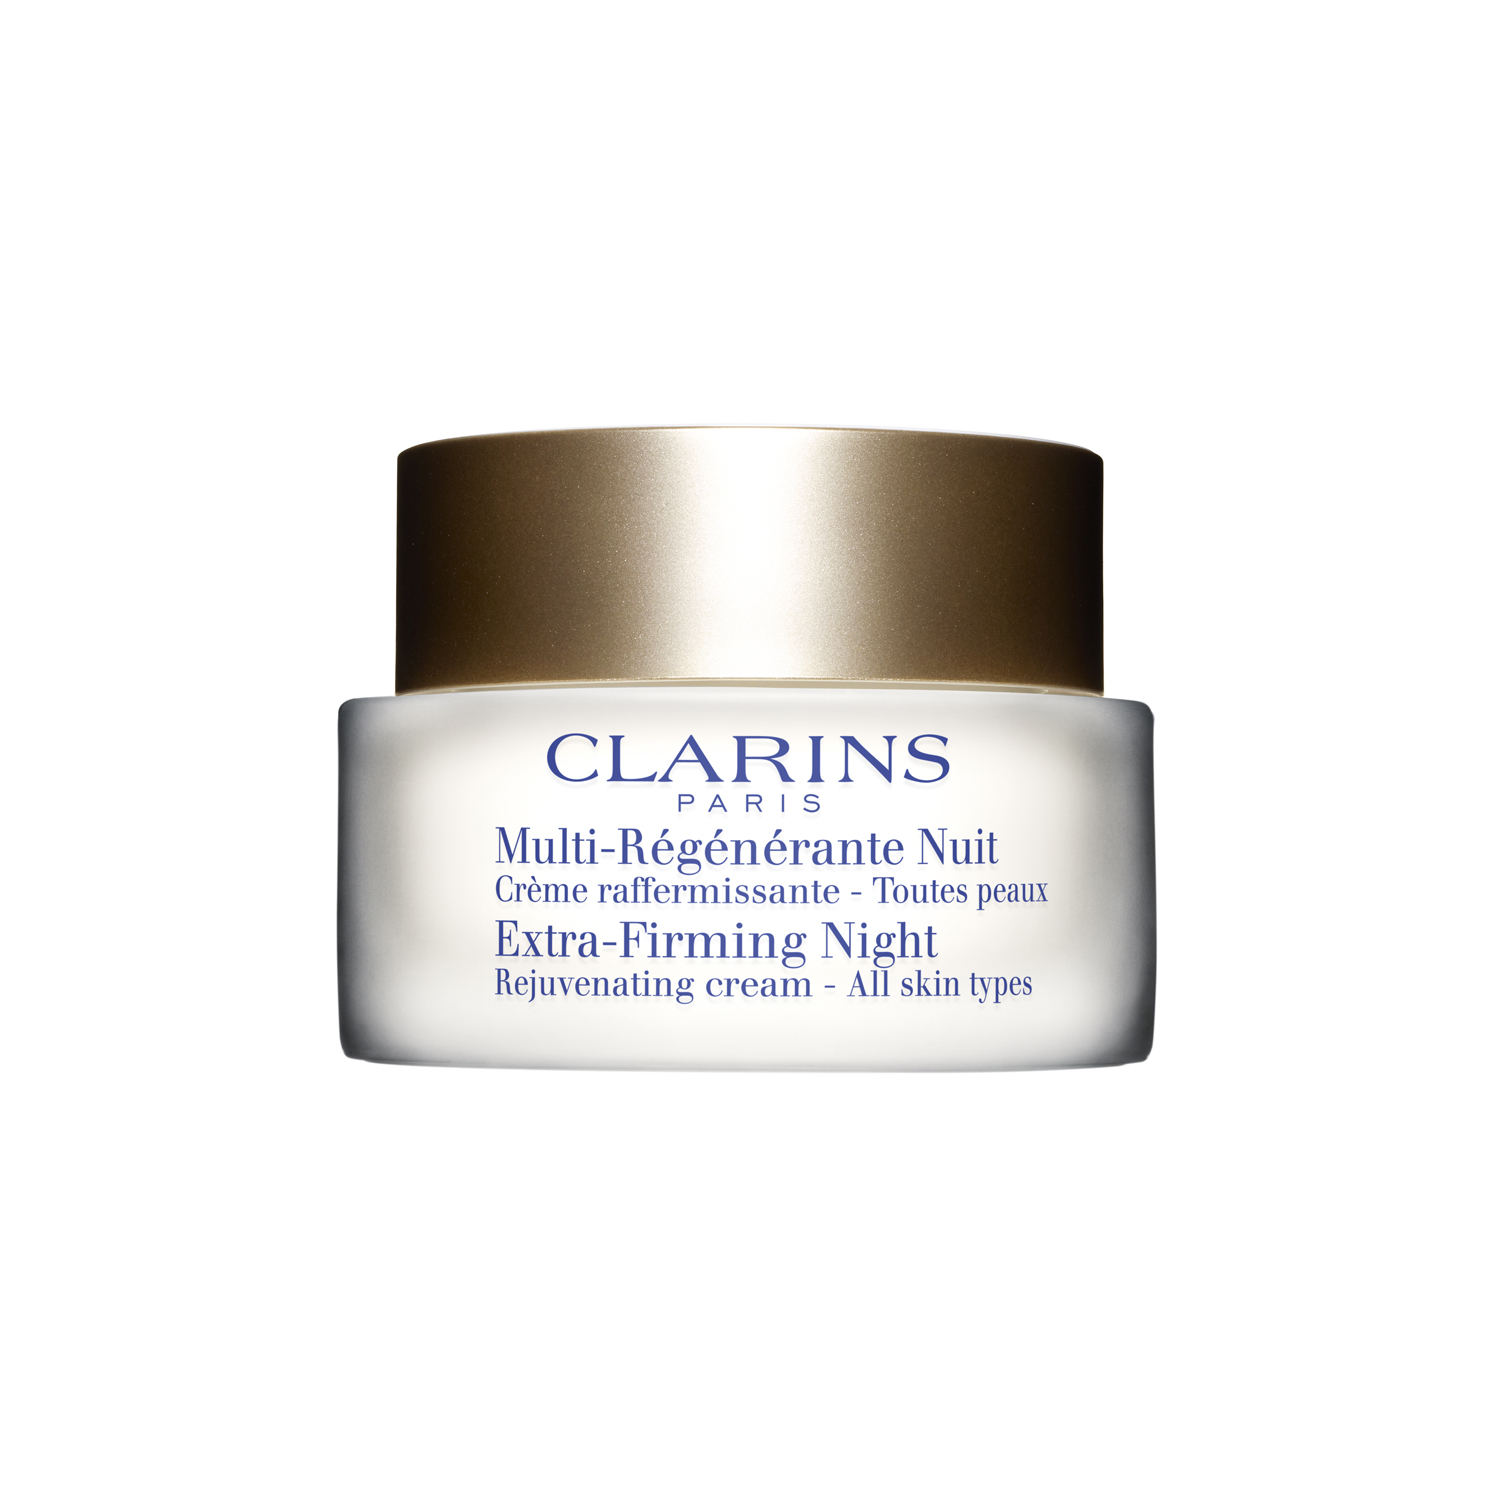 CLARINS
PARIS
Multi-Régénérante Nuit
Crème raffermissante - Toutes peaux
Extra-Firming Night
Rejuvenating cream - All skin types